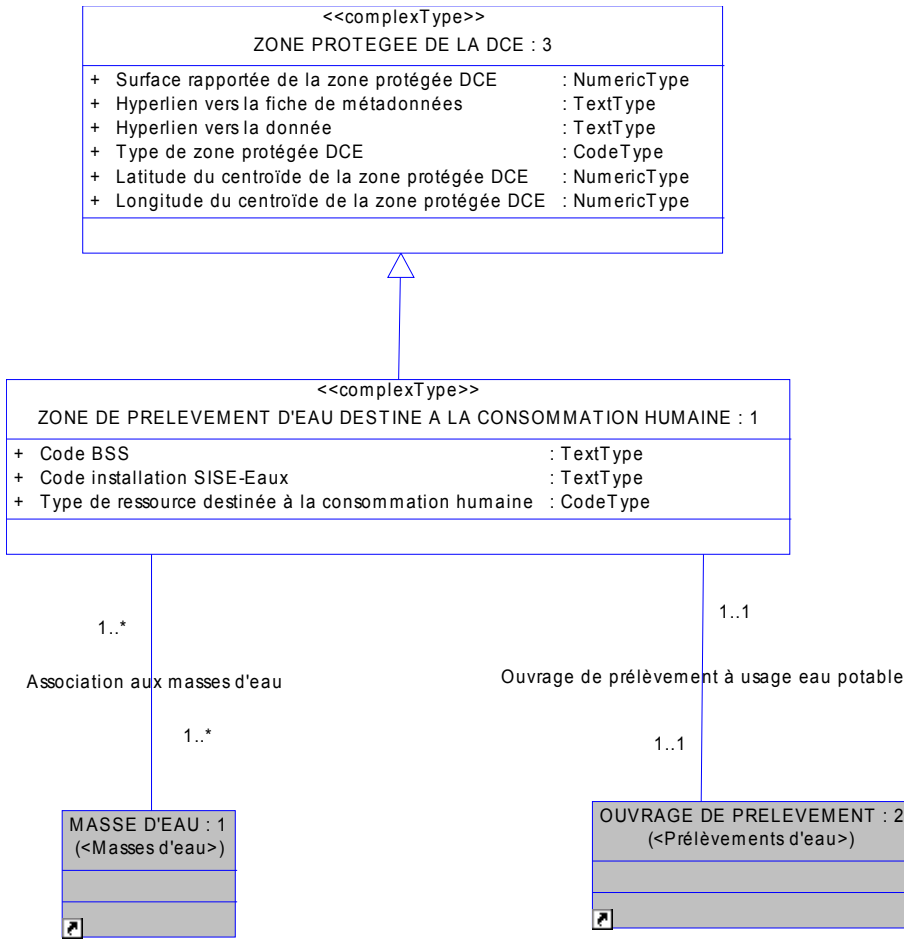 <<complexType>>
ZONE PROTEGEE DE LA DCE : 3
+ Surface rapportée de la zone protégée DCE : NumericType
+ Hyperlien vers la fiche de métadonnées : TextType
+ Hyperlien vers la donnée : TextType
+ Type de zone protégée DCE : CodeType
+ Latitude du centroïde de la zone protégée DCE : NumericType
+ Longitude du centroïde de la zone protégée DCE : NumericType
<<complexType>>
ZONE DE PRELEVEMENT D'EAU DESTINE A LA CONSOMMATION HUMAINE : 1
+ Code BSS : TextType
+ Code installation SISE-Eaux : TextType
+ Type de ressource destinée à la consommation humaine : CodeType
1..*
1..1
Association aux masses d'eau
Ouvrage de prélèvement à usage eau potable
1..*
1..1
MASSE D'EAU : 1
(<Masses d'eau>)
OUVRAGE DE PRELEVEMENT : 2
(<Prélèvements d'eau>)